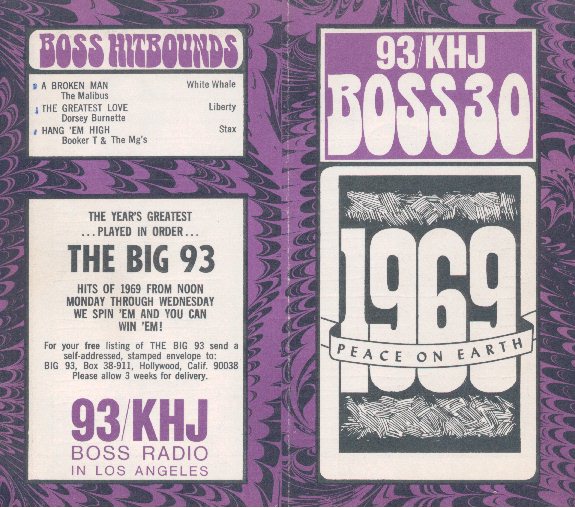 BOSS HITBOUNDS
A BROKEN MAN White Whale
The Malibus
THE GREATEST LOVE Liberty
Dorsey Burnette
HANG 'EM HIGH Stax
Booker T & The Mg's
THE YEAR'S GREATEST
...PLAYED IN ORDER...
THE BIG 93
HITS OF 1969 FROM NOON
MONDAY THROUGH WEDNESDAY
WE SPIN 'EM AND YOU CAN
WIN 'EM!
For your free listing of THE BIG 93 send a
self-addressed, stamped envelope to:
BIG 93, Box 38-911, Hollywood, Calif. 90038
Please allow 3 weeks for delivery.
93/KHJ
BOSS RADIO
IN LOS ANGELES
93/KHJ
BOSS 30
1969
PEACE ON EARTH